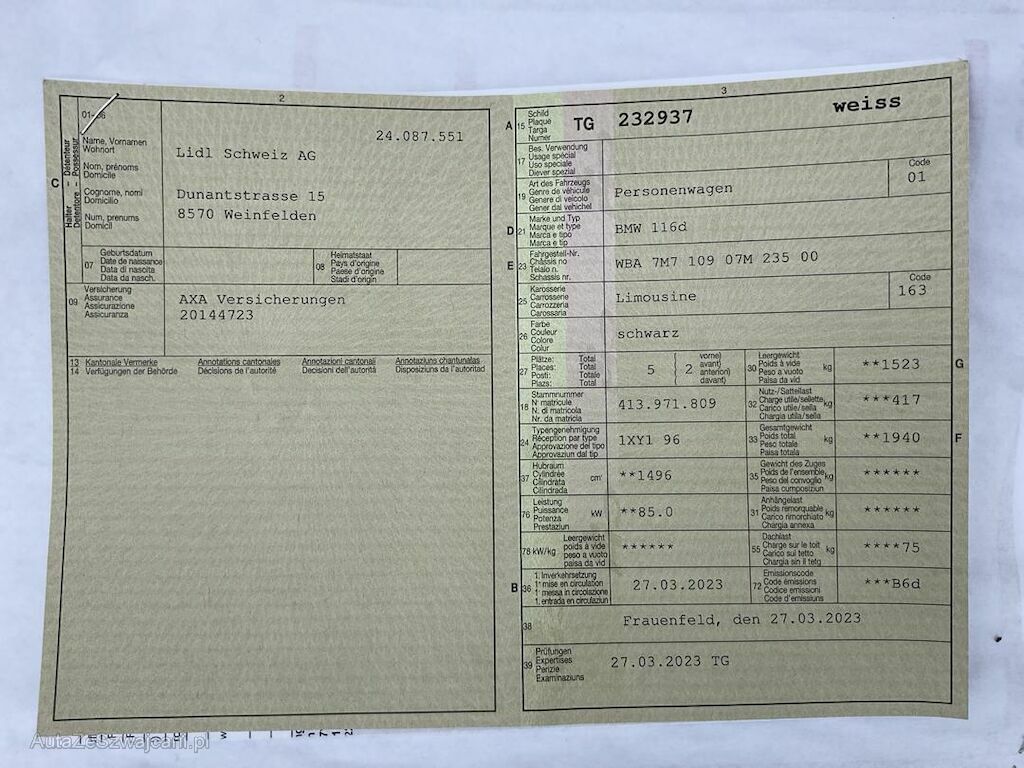 2
01-06
Halter – Détenteur
Detentore – Possessur
C
Name, Vornamen
Wohnort
Nom, prénoms
Domicile
Cognome, nomi
Domicilio
Num, prenums
Domicil
24.087.551
Lidl Schweiz AG
Dunantstrasse 15
8570 Weinfelden
07
Geburtsdatum
Date de naissance
Data di nascita
Data da nasch.
08
Heimatstaat
Pays d'origine
Paese d'origine
Stadi d'origin
09
Versicherung
Assurance
Assicurazione
Assicuranza
AXA Versicherungen
20144723
13 Kantonale Vermerke Annotations cantonales Annotazioni cantonali Annotaziuns chantunalas
14 Verfügungen der Behörde Décisions de l'autorité Decisioni dell'autorità Disposiziuns da l'autoritad
3
A 15
Schild
Plaque
Targa
Numer
TG 232937 weiss
17
Bes. Verwendung
Usage spécial
Uso speciale
Diever spezial
19
Art des Fahrzeugs
Genre de véhicule
Genere di veicolo
Gener dal vehichel
Personenwagen
Code
01
D 21
Marke und Typ
Marque et type
Marca e tipo
Marca e tip
BMW 116d
E 23
Fahrgestell-Nr.
Châssis no
Telaio n.
Schassis nr.
WBA 7M7 109 07M 235 00
25
Karosserie
Carrosserie
Carrozzeria
Carossaria
Limousine
Code
163
26
Farbe
Couleur
Colore
Colur
schwarz
27
Plätze: Total
Places: Total
Posti: Totale
Plazs: Total
5 ( 2
vorne)
avant)
anteriori)
davant)
30
Leergewicht
Poids à vide
Peso a vuoto
Paisa da vid
kg
**1523
G
18
Stammnummer
N° matricule
N. di matricola
Nr. da matricla
413.971.809
32
Nutz-/Sattellast
Charge utile/sellette
Carico utile/sella
Chargia utila/sella
kg
***417
24
Typengenehmigung
Réception par type
Approvazione del tipo
Approvaziun dal tip
1XY1 96
33
Gesamtgewicht
Poids total
Peso totale
Paisa totala
kg
**1940
F
37
Hubraum
Cylindrée
Cilindrata
Cilindrada
cm³
**1496
35
Gewicht des Zuges
Poids de l'ensemble
Peso del convoglio
Paisa cumposiziun
kg
******
76
Leistung
Puissance
Potenza
Prestaziun
kW
**85.0
31
Anhängelast
Poids remorquable
Carico rimorchiato
Chargia annexa
kg
******
78 kW/kg
Leergewicht
poids à vide
peso a vuoto
paisa da vid
******
55
Dachlast
Charge sur le toit
Carico sul tetto
Chargia sin il tetg
kg
****75
B 36
1. Inverkehrsetzung
1re mise en circulation
1a messa in circolazione
1. entrada en circulaziun
27.03.2023
72
Emissionscode
Code émissions
Codice emissioni
Code d'emissiuns
***B6d
38
Frauenfeld, den 27.03.2023
39
Prüfungen
Expertises
Perizie
Examinaziuns
27.03.2023 TG
AutazeSzwajcarii.pl